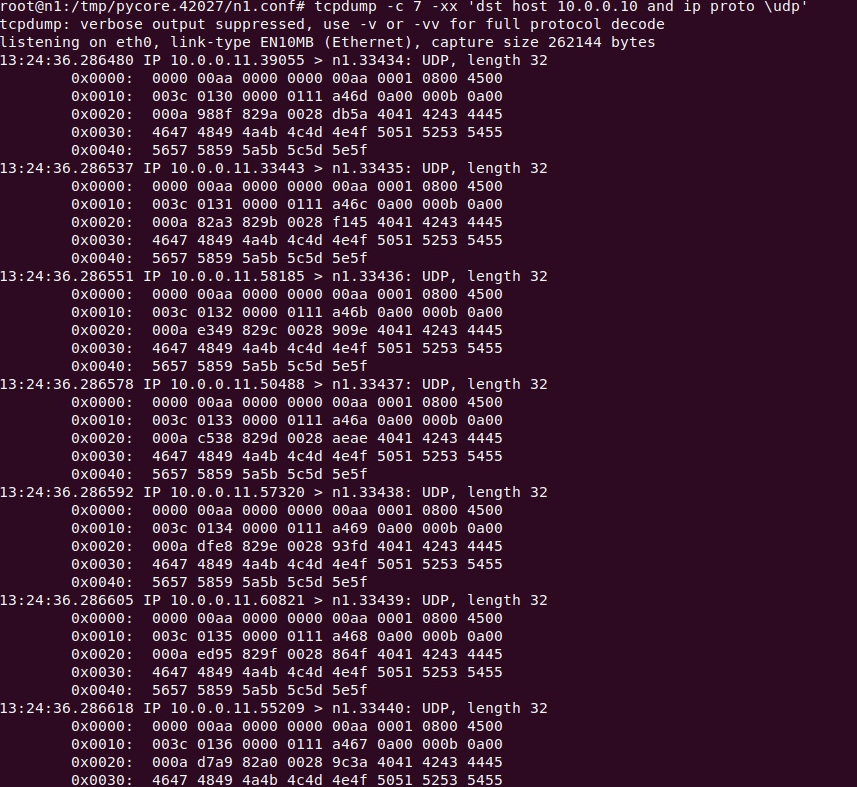 root@n1:/tmp/pycore.42027/n1.conf# tcpdump -c 7 -xx 'dst host 10.0.0.10 and ip proto \udp'
tcpdump: verbose output suppressed, use -v or -vv for full protocol decode
listening on eth0, link-type EN10MB (Ethernet), capture size 262144 bytes
13:24:36.286480 IP 10.0.0.11.39055 > n1.33434: UDP, length 32
0x0000:  0000 00aa 0000 0000 00aa 0001 0800 4500
0x0010:  003c 0130 0000 0111 a46d 0a00 000b 0a00
0x0020:  000a 988f 829a 0028 db5a 4041 4243 4445
0x0030:  4647 4849 4a4b 4c4d 4e4f 5051 5253 5455
0x0040:  5657 5859 5a5b 5c5d 5e5f
13:24:36.286537 IP 10.0.0.11.33443 > n1.33435: UDP, length 32
0x0000:  0000 00aa 0000 0000 00aa 0001 0800 4500
0x0010:  003c 0131 0000 0111 a46c 0a00 000b 0a00
0x0020:  000a 82a3 829b 0028 f145 4041 4243 4445
0x0030:  4647 4849 4a4b 4c4d 4e4f 5051 5253 5455
0x0040:  5657 5859 5a5b 5c5d 5e5f
13:24:36.286551 IP 10.0.0.11.58185 > n1.33436: UDP, length 32
0x0000:  0000 00aa 0000 0000 00aa 0001 0800 4500
0x0010:  003c 0132 0000 0111 a46b 0a00 000b 0a00
0x0020:  000a e349 829c 0028 909e 4041 4243 4445
0x0030:  4647 4849 4a4b 4c4d 4e4f 5051 5253 5455
0x0040:  5657 5859 5a5b 5c5d 5e5f
13:24:36.286578 IP 10.0.0.11.50488 > n1.33437: UDP, length 32
0x0000:  0000 00aa 0000 0000 00aa 0001 0800 4500
0x0010:  003c 0133 0000 0111 a46a 0a00 000b 0a00
0x0020:  000a c538 829d 0028 aeae 4041 4243 4445
0x0030:  4647 4849 4a4b 4c4d 4e4f 5051 5253 5455
0x0040:  5657 5859 5a5b 5c5d 5e5f
13:24:36.286592 IP 10.0.0.11.57320 > n1.33438: UDP, length 32
0x0000:  0000 00aa 0000 0000 00aa 0001 0800 4500
0x0010:  003c 0134 0000 0111 a469 0a00 000b 0a00
0x0020:  000a dfe8 829e 0028 93fd 4041 4243 4445
0x0030:  4647 4849 4a4b 4c4d 4e4f 5051 5253 5455
0x0040:  5657 5859 5a5b 5c5d 5e5f
13:24:36.286605 IP 10.0.0.11.60821 > n1.33439: UDP, length 32
0x0000:  0000 00aa 0000 0000 00aa 0001 0800 4500
0x0010:  003c 0135 0000 0111 a468 0a00 000b 0a00
0x0020:  000a ed95 829f 0028 864f 4041 4243 4445
0x0030:  4647 4849 4a4b 4c4d 4e4f 5051 5253 5455
0x0040:  5657 5859 5a5b 5c5d 5e5f
13:24:36.286618 IP 10.0.0.11.55209 > n1.33440: UDP, length 32
0x0000:  0000 00aa 0000 0000 00aa 0001 0800 4500
0x0010:  003c 0136 0000 0111 a467 0a00 000b 0a00
0x0020:  000a d7a9 82a0 0028 9c3a 4041 4243 4445
0x0030:  4647 4849 4a4b 4c4d 4e4f 5051 5253 5455